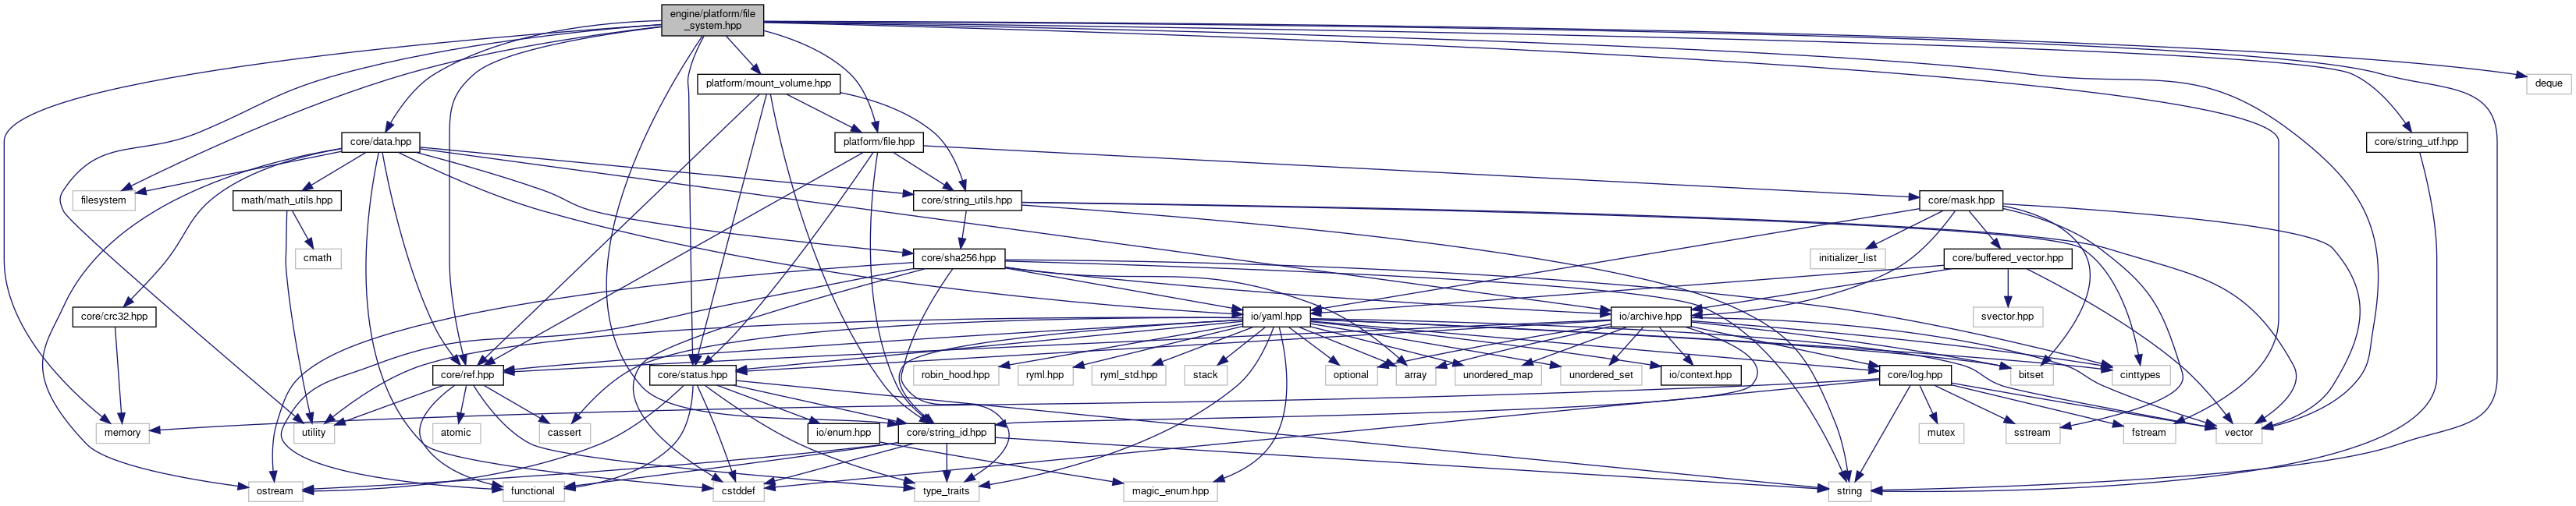 engine/platform/file
_system.hpp
platform/mount_volume.hpp
deque
core/data.hpp
platform/file.hpp
core/string_utf.hpp
filesystem
math/math_utils.hpp
core/string_utils.hpp
core/mask.hpp
cmath
core/sha256.hpp
initializer_list
core/buffered_vector.hpp
core/crc32.hpp
io/yaml.hpp
io/archive.hpp
svector.hpp
core/ref.hpp
core/status.hpp
robin_hood.hpp
ryml.hpp
ryml_std.hpp
stack
optional
array
unordered_map
unordered_set
io/context.hpp
core/log.hpp
bitset
cinttypes
memory
utility
atomic
cassert
io/enum.hpp
core/string_id.hpp
mutex
sstream
fstream
vector
ostream
functional
cstddef
type_traits
magic_enum.hpp
string